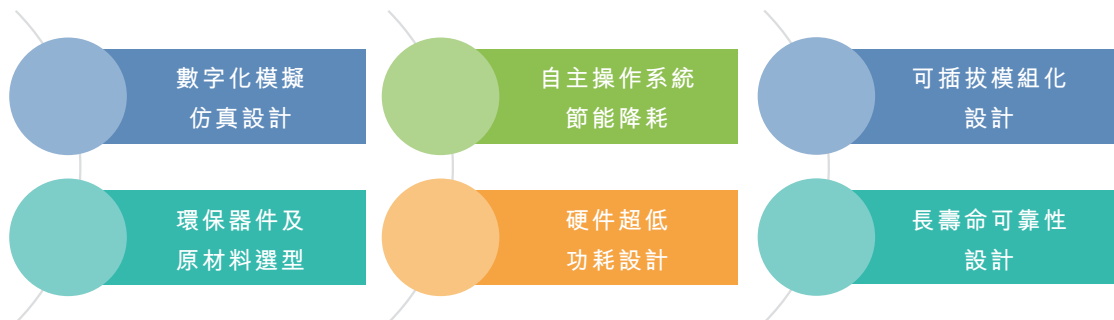 數字化模擬
仿真設計
自主操作系統
節能降耗
可插拔模組化
設計
環保器件及
原材料選型
硬件超低
功耗設計
長壽命可靠性
設計